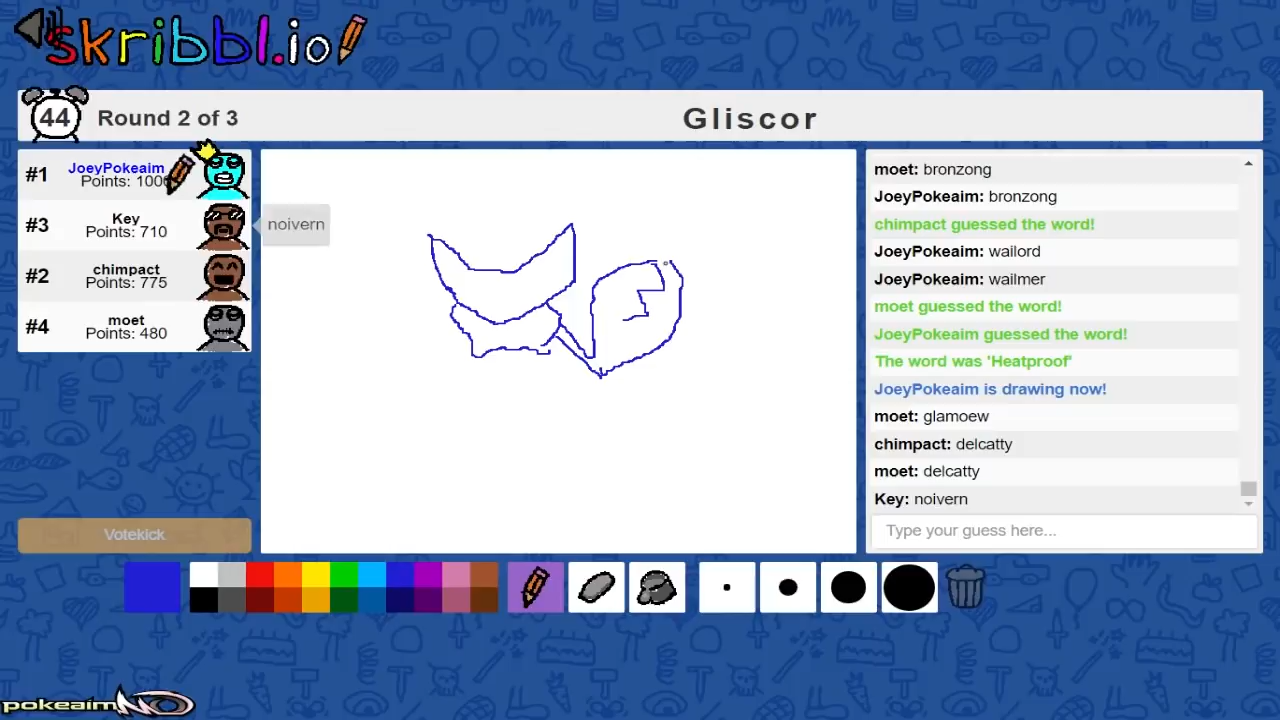 skribbl.io
44
Round 2 of 3
Gliscor
#1
JoeyPokeaim
Points: 1000
#3
Key
Points: 710
noivern
#2
chimpact
Points: 775
#4
moet
Points: 480
Votekick
moet: bronzong
JoeyPokeaim: bronzong
chimpact guessed the word!
JoeyPokeaim: wailord
JoeyPokeaim: wailmer
moet guessed the word!
JoeyPokeaim guessed the word!
The word was 'Heatproof'
JoeyPokeaim is drawing now!
moet: glamoew
chimpact: delcatty
moet: delcatty
Key: noivern
Type your guess here...
pokeaim